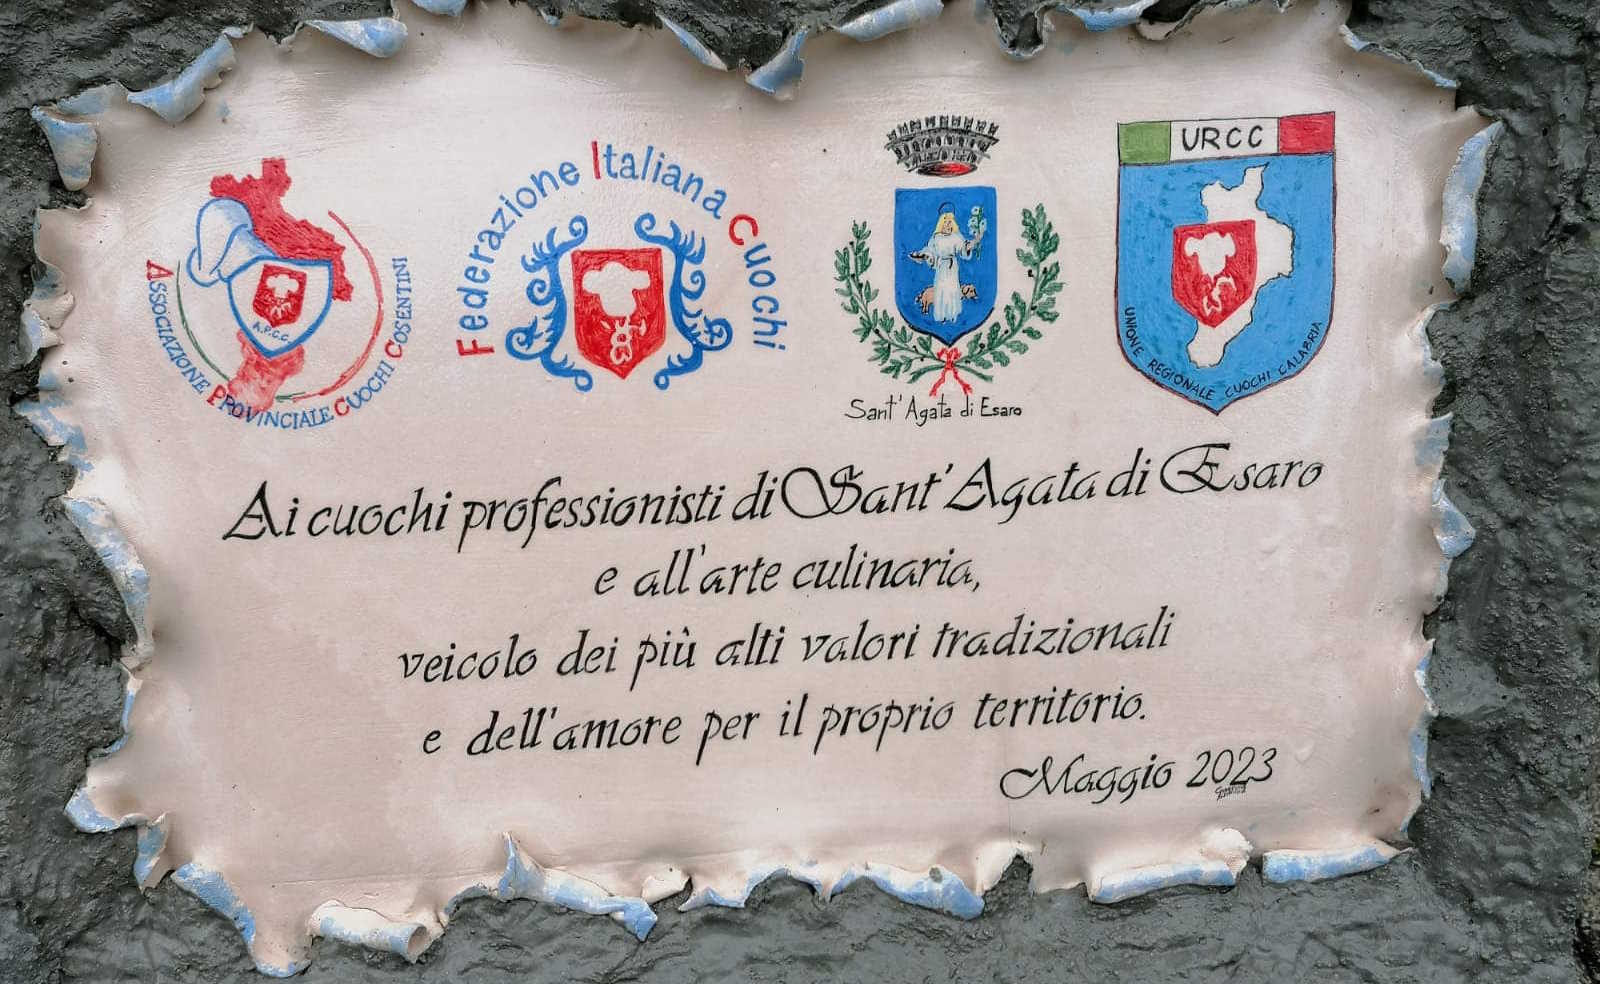 Associazione Provinciale Cuochi Cosentini
A.P.C.C.
Federazione Italiana Cuochi
Sant'Agata di Esaro
URCC
UNIONE REGIONALE CUOCHI CALABRIA
Ai cuochi professionisti di Sant'Agata di Esaro
e all'arte culinaria,
veicolo dei più alti valori tradizionali
e dell'amore per il proprio territorio.
Maggio 2023